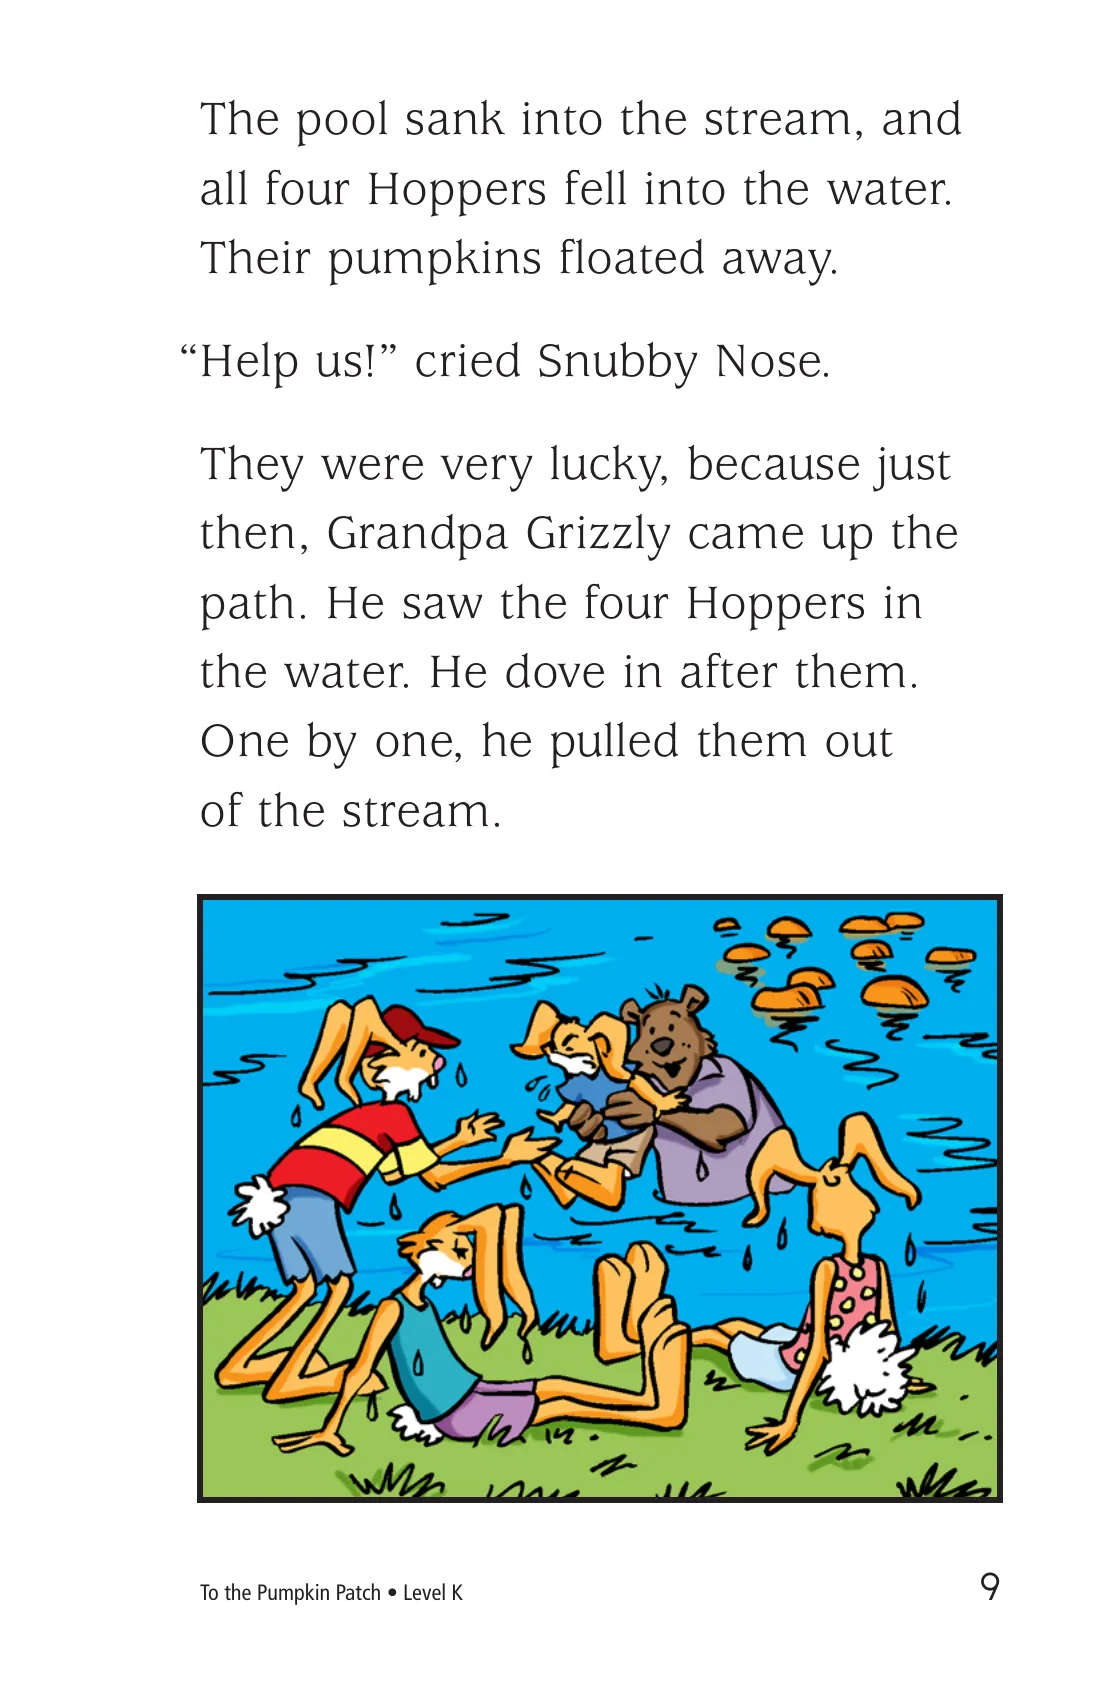 The pool sank into the stream, and
all four Hoppers fell into the water.
Their pumpkins floated away.
“Help us!” cried Snubby Nose.
They were very lucky, because just
then, Grandpa Grizzly came up the
path. He saw the four Hoppers in
the water. He dove in after them.
One by one, he pulled them out
of the stream.
To the Pumpkin Patch • Level K
9